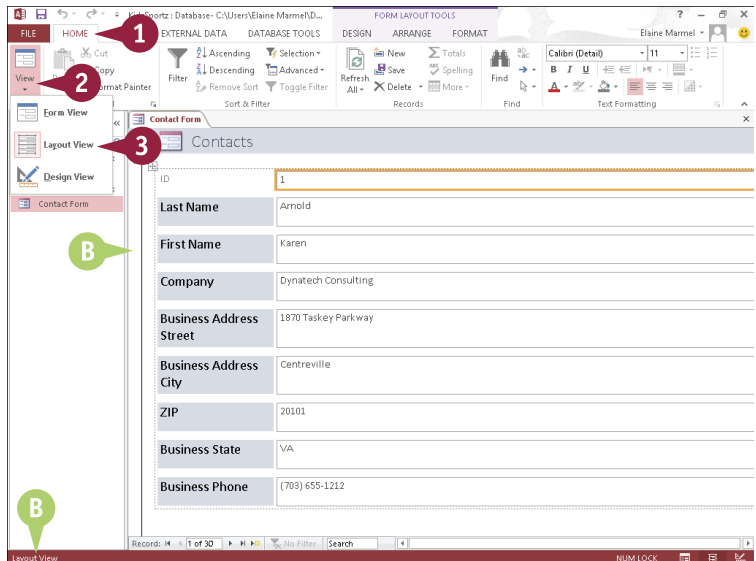 Sportz : Database- C:\Users\Elaine Marmel\D...
FORM LAYOUT TOOLS
? – ×
FILE HOME 1 EXTERNAL DATA DATABASE TOOLS DESIGN ARRANGE FORMAT Elaine Marmel
View
2
Cut
Copy
Format Painter
Filter
Ascending
Descending
Remove Sort
Selection
Advanced
Toggle Filter
Sort & Filter
Refresh All
New
Save
Delete
Totals
Spelling
More
Records
Find
Find
Calibri (Detail) 11
B I U
A
Text Formatting
Form View
Layout View 3
Design View
Contact Form
«
Contact Form ×
Contacts
ID 1
Last Name Arnold
First Name Karen
B
Company Dynatech Consulting
Business Address Street 1870 Taskey Parkway
Business Address City Centreville
ZIP 20101
Business State VA
Business Phone (703) 655-1212
B
Record: 1 of 30 No Filter Search
Layout View NUM LOCK